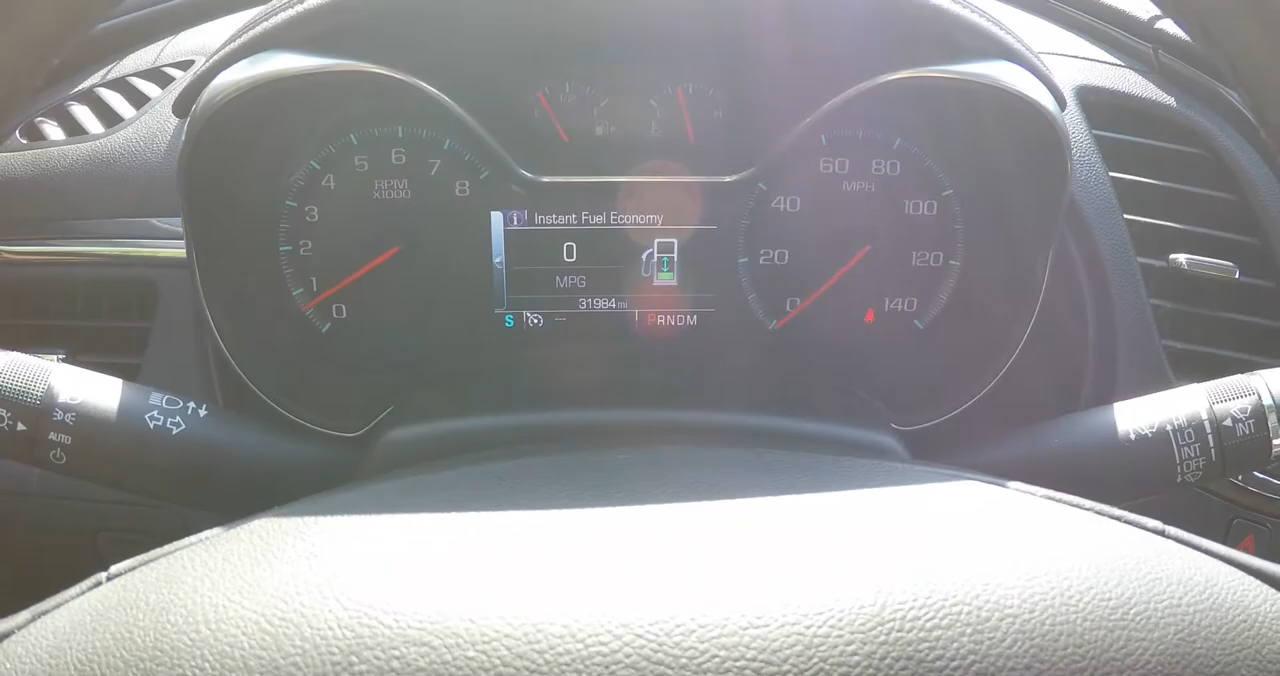 5 6 7
4 8
RPM
X1000
3
2
1
0
Instant Fuel Economy
0
MPG
31984 mi
S -- PRNDM
60 80
MPH
40 100
20 120
0 140
AUTO
HI
LO
INT
OFF
INT